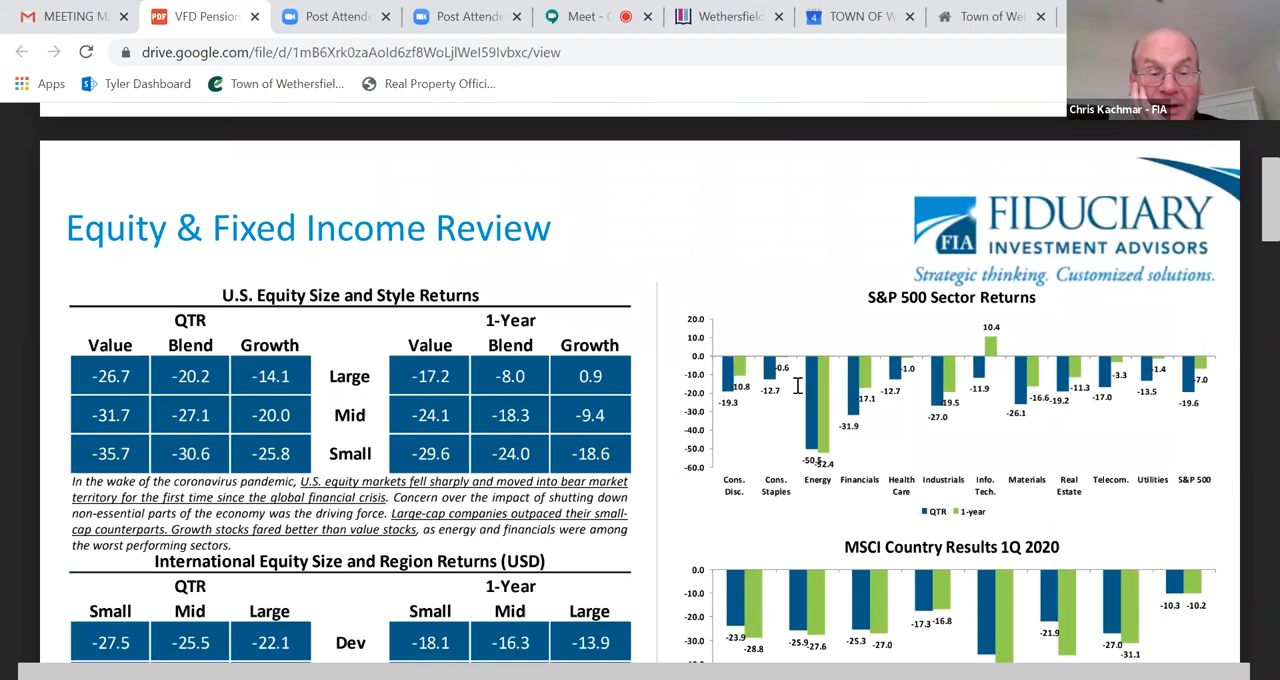 MEETING M
VFD Pension
Post Attende
Post Attende
Meet -
Wethersfield
TOWN OF W
Town of Wet
drive.google.com/file/d/1mB6Xrk0zaAoId6zf8WoLjlWeI59Ivbxc/view
Apps
Tyler Dashboard
Town of Wethersfiel...
Real Property Offici...
Chris Kachmar - FIA
Equity & Fixed Income Review
FIA
FIDUCIARY
INVESTMENT ADVISORS
Strategic thinking. Customized solutions.
U.S. Equity Size and Style Returns
QTR 1-Year
Value Blend Growth Value Blend Growth
-26.7 -20.2 -14.1 Large -17.2 -8.0 0.9
-31.7 -27.1 -20.0 Mid -24.1 -18.3 -9.4
-35.7 -30.6 -25.8 Small -29.6 -24.0 -18.6
In the wake of the coronavirus pandemic, U.S. equity markets fell sharply and moved into bear market
territory for the first time since the global financial crisis. Concern over the impact of shutting down
non-essential parts of the economy was the driving force. Large-cap companies outpaced their small-
cap counterparts. Growth stocks fared better than value stocks, as energy and financials were among
the worst performing sectors.
International Equity Size and Region Returns (USD)
QTR 1-Year
Small Mid Large Small Mid Large
-27.5 -25.5 -22.1 Dev -18.1 -16.3 -13.9
S&P 500 Sector Returns
20.0
10.0
0.0
-10.0
-20.0
-30.0
-40.0
-50.0
-60.0
-19.3 -10.8 -12.7 -0.6 -50.5 -52.4 -31.9 -17.1 -12.7 -1.0 -27.0 -19.5 -11.9 10.4 -26.1 -16.6 -19.2 -11.3 -17.0 -3.3 -13.5 -1.4 -19.6 -7.0
Cons. Disc.
Cons. Staples
Energy
Financials
Health Care
Industrials
Info. Tech.
Materials
Real Estate
Telecom.
Utilities
S&P 500
QTR 1-year
MSCI Country Results 1Q 2020
0.0
-10.0
-20.0
-30.0
-23.9 -28.8 -25.9 -27.6 -25.3 -27.0 -17.3 -16.8 -21.9 -27.0 -31.1 -10.3 -10.2